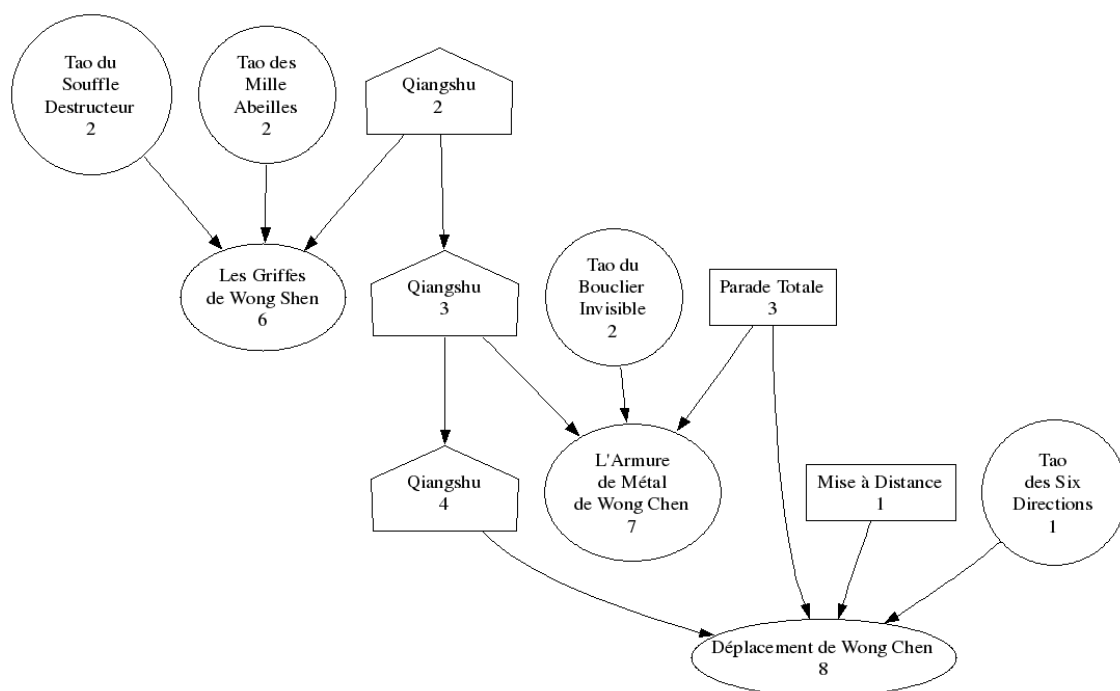 Tao du
Souffle
Destructeur
2
Tao des
Mille
Abeilles
2
Qiangshu
2
Les Griffes
de Wong Shen
6
Qiangshu
3
Tao du
Bouclier
Invisible
2
Parade Totale
3
Qiangshu
4
L'Armure
de Métal
de Wong Chen
7
Mise à Distance
1
Tao
des Six
Directions
1
Déplacement de Wong Chen
8